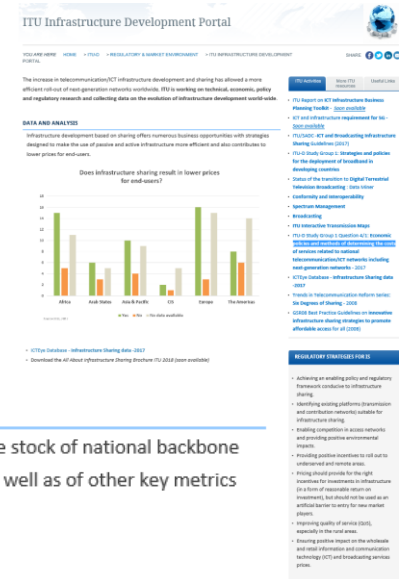 ITU Infrastructure Development Portal
YOU ARE HERE HOME > ITU-D > REGULATORY & MARKET ENVIRONMENT > ITU INFRASTRUCTURE DEVELOPMENT
PORTAL
SHARE
The increase in telecommunication/ICT infrastructure development and sharing has allowed a more
efficient roll-out of next-generation networks worldwide. ITU is working on technical, economic, policy
and regulatory research and collecting data on the evolution of infrastructure development world-wide.
DATA AND ANALYSIS
Infrastructure development based on sharing offers numerous business opportunities with strategies
designed to make the use of passive and active infrastructure more efficient and also contributes to
lower prices for end-users.
Does infrastructure sharing result in lower prices
for end-users?
18
16
14
12
10
8
6
4
2
0
Africa Arab States Asia & Pacific CIS Europe The Americas
Yes No No data available
• ICTEye Database - Infrastructure Sharing data- 2017
• Download the All About Infrastructure Sharing Brochure ITU 2018 (soon available)
e stock of national backbone
well as of other key metrics
ITU Activities More ITU Resources Useful Links
• ITU Report on ICT Infrastructure Business
Planning Toolkit - Soon available
• ICT and infrastructure requirement for 5G -
Soon available
• ITU/SADC - ICT and Broadcasting Infrastructure
Sharing Guidelines (2017)
• ITU-D Study Group 1: Strategies and policies
for the deployment of broadband in
developing countries
• Status of the transition to Digital Terrestrial
Television Broadcasting : Data viewer
• Conformity and Interoperability
• Spectrum Management
• Broadcasting
• ITU Interactive Transmission Maps
• ITU-D Study Group 1 Question 4/1: Economic
policies and methods of determining the costs
of services related to national
telecommunication/ICT networks including
next-generation networks - 2017
• ICTEye Database - Infrastructure Sharing data
-2017
• Trends in Telecommunication Reform Series:
Six Degrees of Sharing - 2008
• GSR08 Best Practice Guidelines on innovative
infrastructure sharing strategies to promote
affordable access for all (2008)
REGULATORY STRATEGIES FOR IS
• Achieving an enabling policy and regulatory
framework conducive to infrastructure
sharing.
• Identifying existing platforms (transmission
and contribution networks) suitable for
infrastructure sharing.
• Enabling competition in access networks
and providing positive environmental
impacts.
• Providing positive incentives to roll out to
underserved and remote areas.
• Pricing should provide for the right
incentives for investments in infrastructure
(in a form of reasonable return on
investment), but should not be used as an
artificial barrier to entry for new market
players.
• Improving quality of service (QoS),
especially in the rural areas.
• Ensuring positive impact on the wholesale
and retail information and communication
technology (ICT) and broadcasting services
prices.